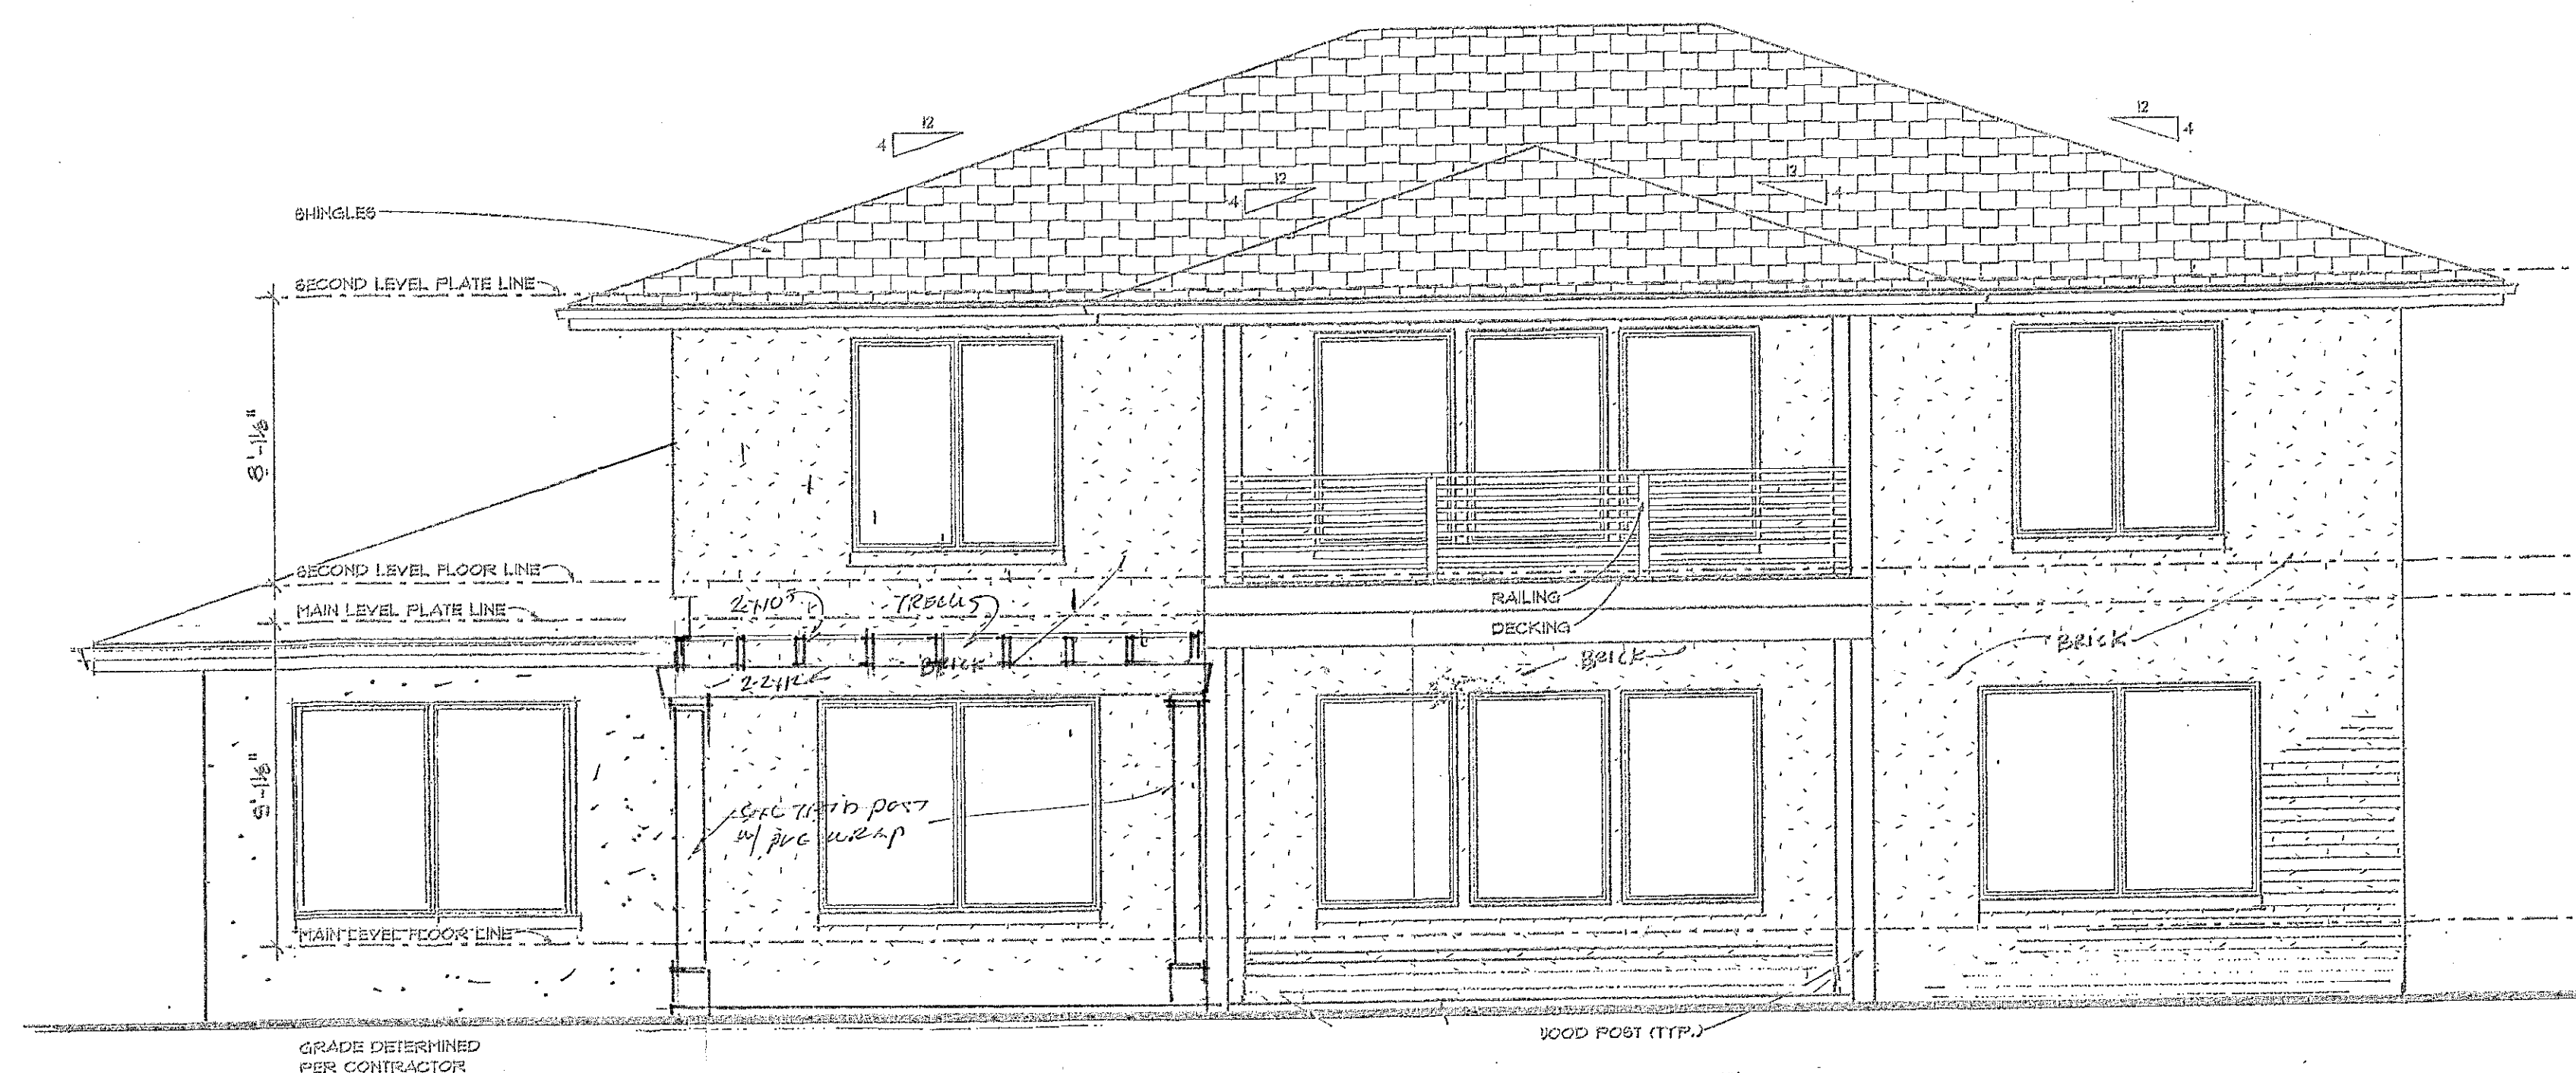 12
4
12
4
12
4
12
4
SHINGLES
SECOND LEVEL PLATE LINE
8'-1⅛"
SECOND LEVEL FLOOR LINE
MAIN LEVEL PLATE LINE
2x10s
TRELLIS
RAILING
DECKING
BRICK
BRICK
BRICK
2-2x12
9'-1⅛"
POST
w/ PVC WRAP
MAIN LEVEL FLOOR LINE
WOOD POST (TYP.)
GRADE DETERMINED
PER CONTRACTOR